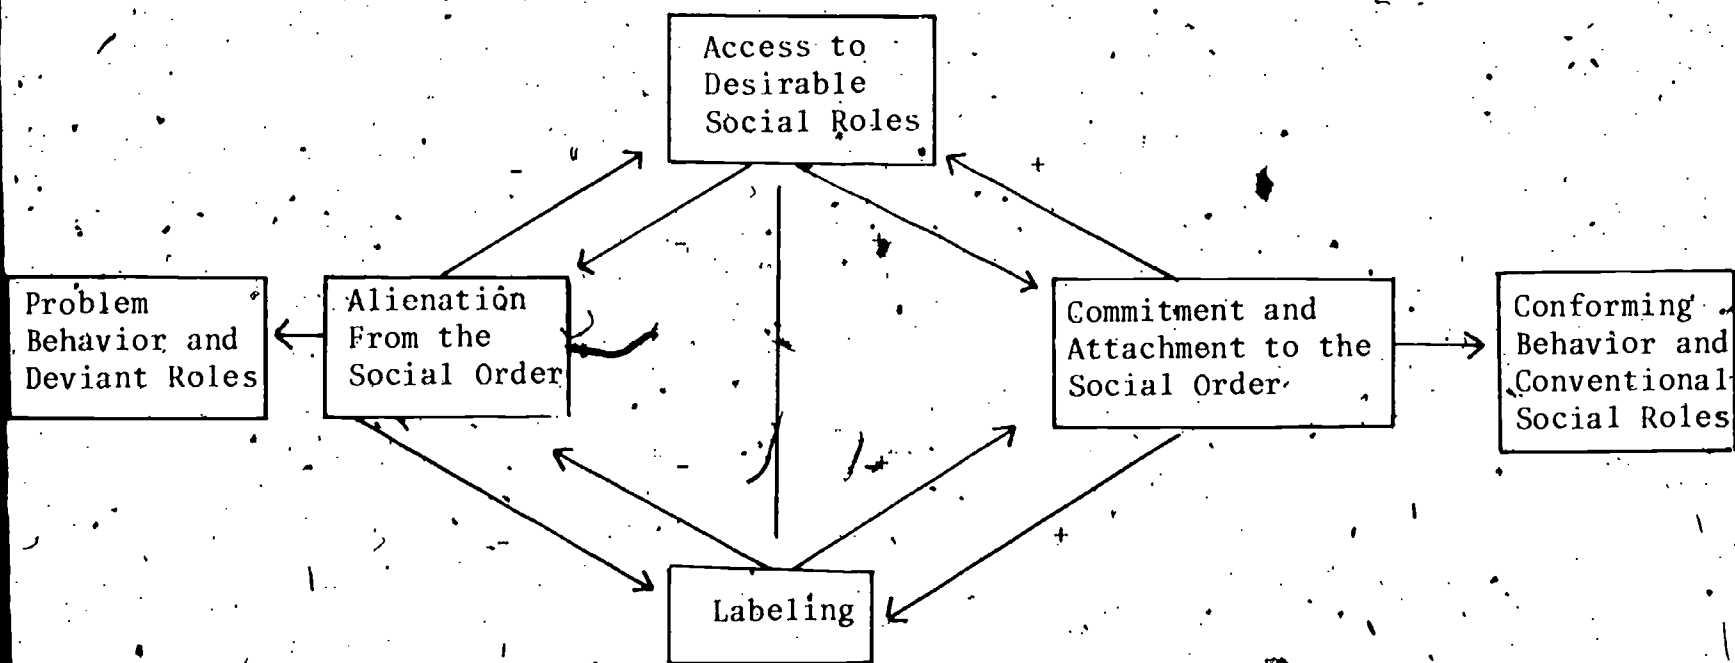 Access to
Desirable
Social Roles
- +
- +
Problem
Behavior and
Deviant Roles
Alienation
From the
Social Order
Commitment and
Attachment to the
Social Order
Conforming
Behavior and
Conventional
Social Roles
- +
- +
Labeling